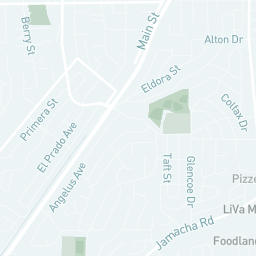 Berry St
Main St
Alton Dr
Eldora St
Colfax Dr
Primera St
El Prado Ave
Angelus Ave
Taft St
Glencoe Dr
Pizze
LiVa M
Jamacha Rd
Foodland